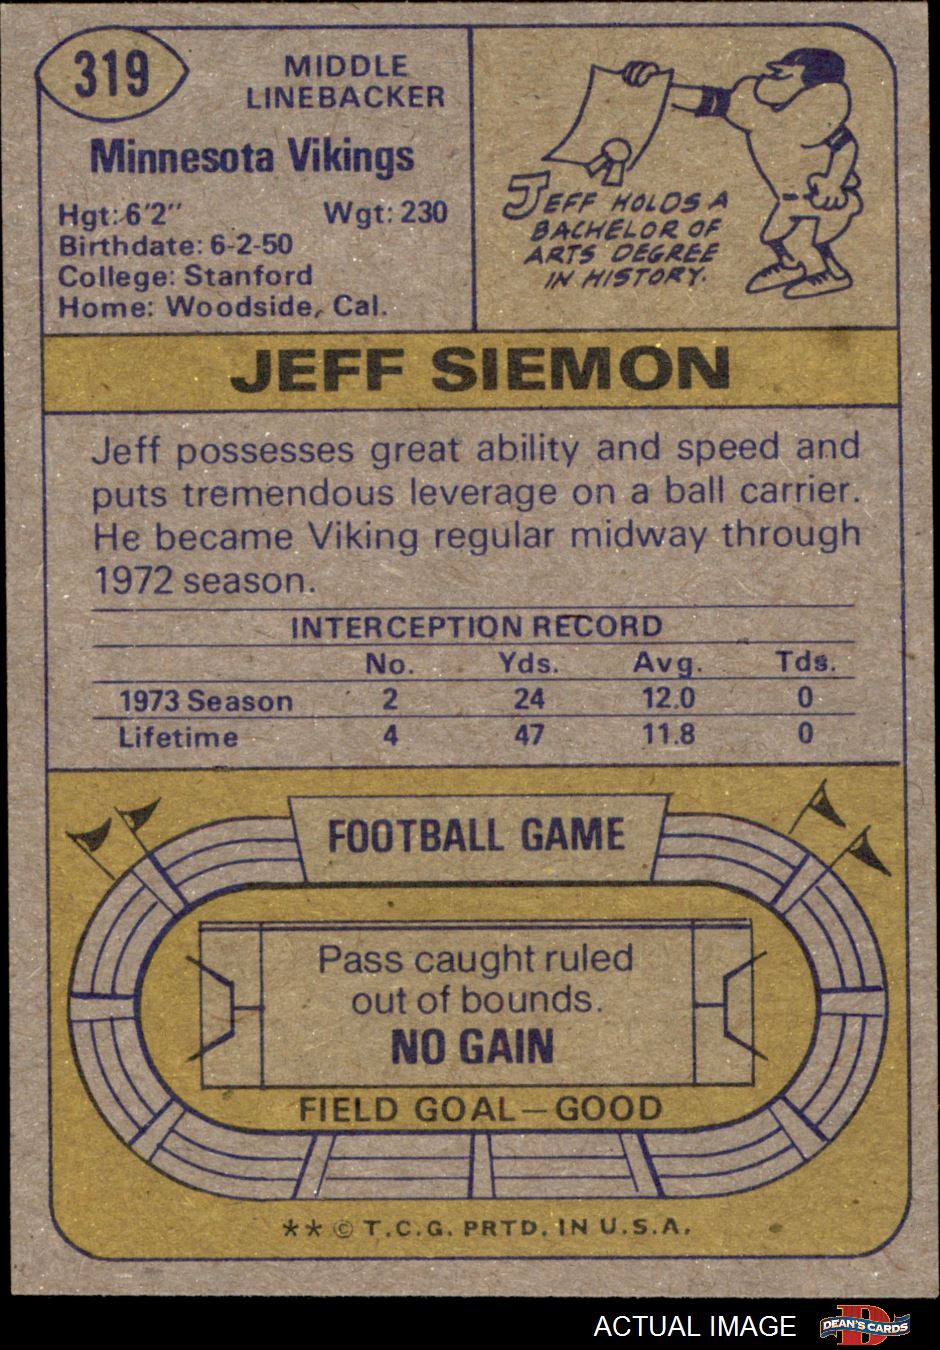 319
MIDDLE
LINEBACKER
Minnesota Vikings
Hgt: 6'2" Wgt: 230
Birthdate: 6-2-50
College: Stanford
Home: Woodside, Cal.
JEFF HOLDS A
BACHELOR OF
ARTS DEGREE
IN HISTORY.
JEFF SIEMON
Jeff possesses great ability and speed and
puts tremendous leverage on a ball carrier.
He became Viking regular midway through
1972 season.
INTERCEPTION RECORD
No. Yds. Avg. Tds.
1973 Season 2 24 12.0 0
Lifetime 4 47 11.8 0
FOOTBALL GAME
Pass caught ruled
out of bounds.
NO GAIN
FIELD GOAL—GOOD
** © T.C.G. PRTD. IN U.S.A.
ACTUAL IMAGE
D
DEAN'S CARDS